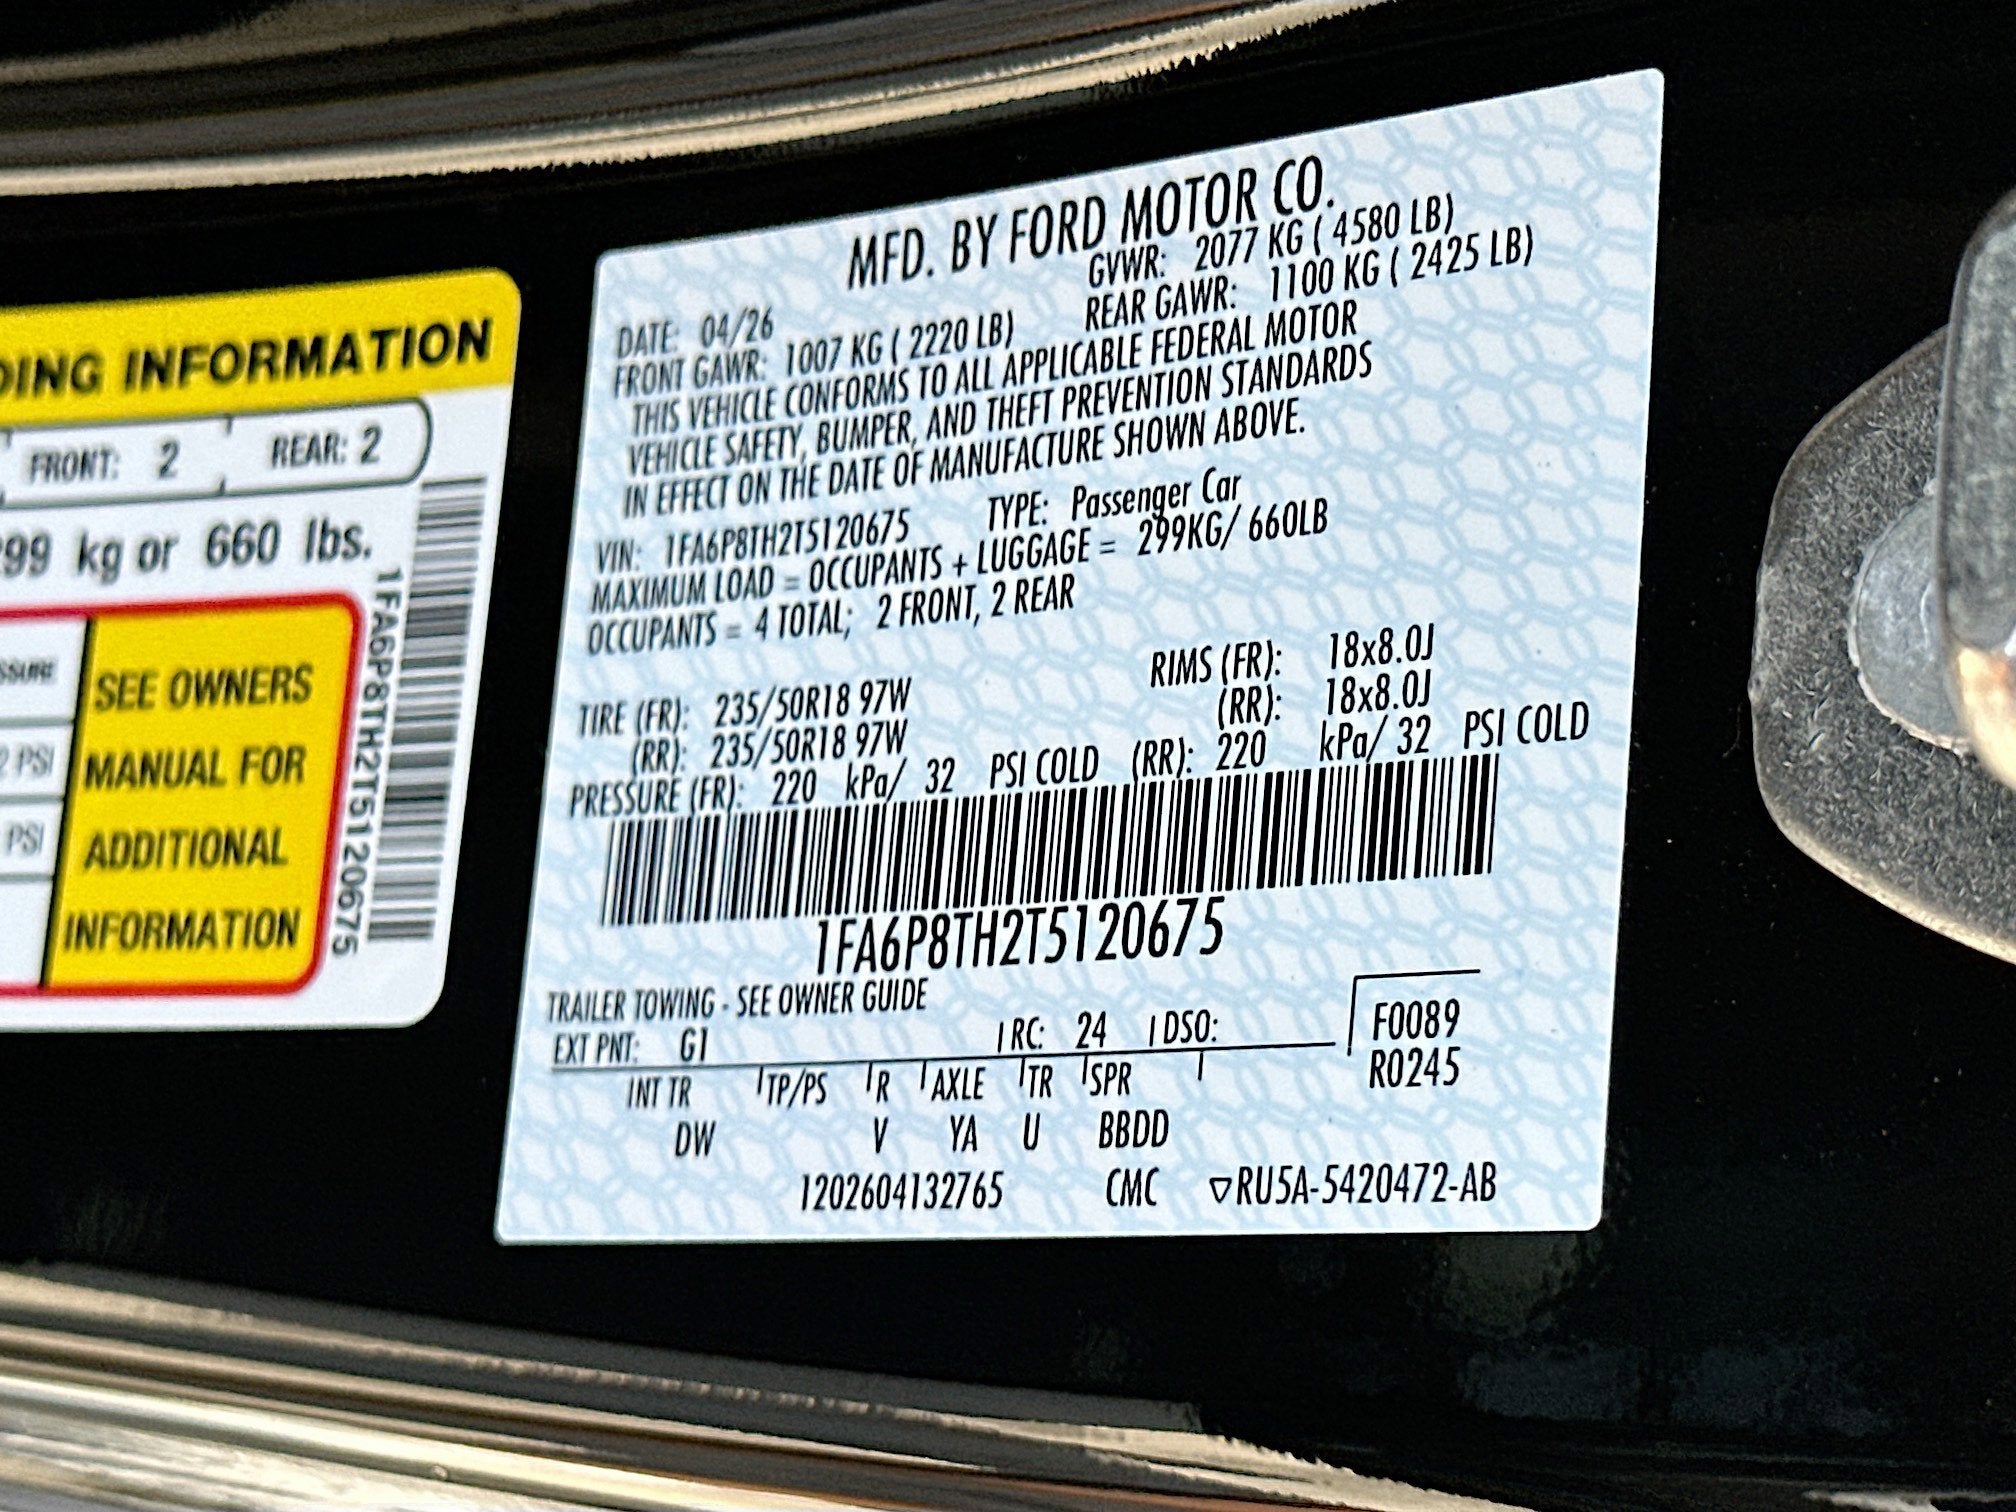 DING INFORMATION
FRONT: 2 REAR: 2
99 kg or 660 lbs.
SSURE
2 PSI
PSI
SEE OWNERS
MANUAL FOR
ADDITIONAL
INFORMATION
1FA6P8TH2T5120675
MFD. BY FORD MOTOR CO.
GVWR: 2077 KG ( 4580 LB)
DATE: 04/26
REAR GAWR: 1100 KG ( 2425 LB)
FRONT GAWR: 1007 KG ( 2220 LB)
THIS VEHICLE CONFORMS TO ALL APPLICABLE FEDERAL MOTOR
VEHICLE SAFETY, BUMPER, AND THEFT PREVENTION STANDARDS
IN EFFECT ON THE DATE OF MANUFACTURE SHOWN ABOVE.
VIN: 1FA6P8TH2T5120675 TYPE: Passenger Car
MAXIMUM LOAD = OCCUPANTS + LUGGAGE = 299KG/ 660LB
OCCUPANTS = 4 TOTAL; 2 FRONT, 2 REAR
TIRE (FR): 235/50R18 97W RIMS (FR): 18x8.0J
(RR): 235/50R18 97W (RR): 18x8.0J
PRESSURE (FR): 220 kPa/ 32 PSI COLD (RR): 220 kPa/ 32 PSI COLD
1FA6P8TH2T5120675
TRAILER TOWING - SEE OWNER GUIDE
EXT PNT: G1 RC: 24 DSO: F0089
R0245
INT TR TP/PS R AXLE TR SPR
DW V YA U BBDD
1202604132765 CMC ▽RU5A-5420472-AB